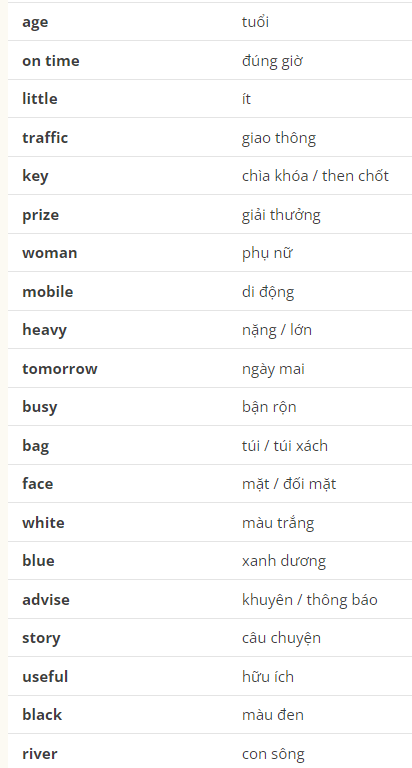 age tuổi
on time đúng giờ
little ít
traffic giao thông
key chìa khóa / then chốt
prize giải thưởng
woman phụ nữ
mobile di động
heavy nặng / lớn
tomorrow ngày mai
busy bận rộn
bag túi / túi xách
face mặt / đối mặt
white màu trắng
blue xanh dương
advise khuyên / thông báo
story câu chuyện
useful hữu ích
black màu đen
river con sông